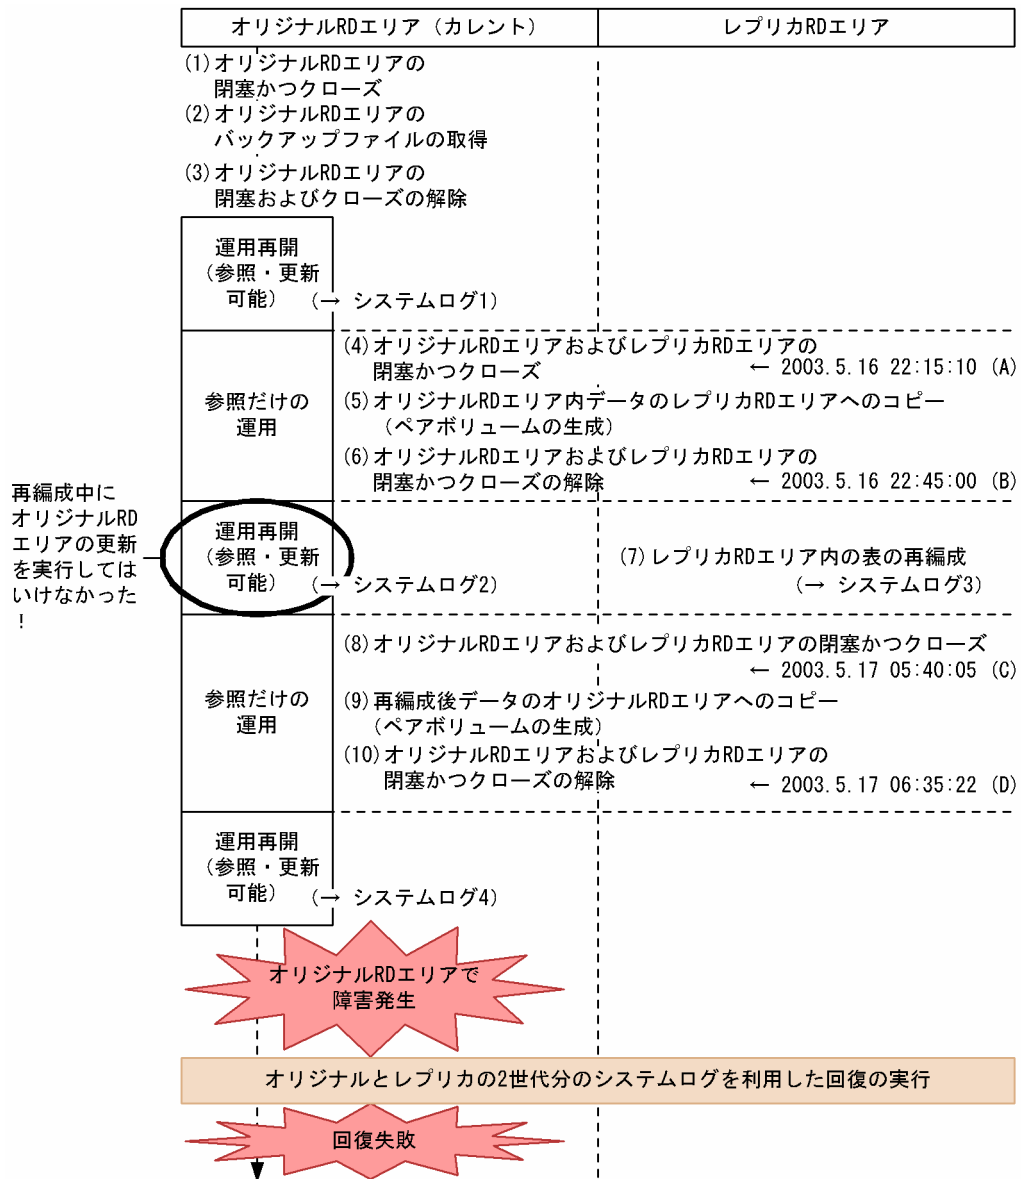 オリジナルRDエリア（カレント）
レプリカRDエリア
(1)オリジナルRDエリアの
閉塞かつクローズ
(2)オリジナルRDエリアの
バックアップファイルの取得
(3)オリジナルRDエリアの
閉塞およびクローズの解除
運用再開
（参照・更新
可能）
(→ システムログ1)
(4)オリジナルRDエリアおよびレプリカRDエリアの
閉塞かつクローズ
← 2003.5.16 22:15:10 (A)
参照だけの
運用
(5)オリジナルRDエリア内データのレプリカRDエリアへのコピー
（ペアボリュームの生成）
(6)オリジナルRDエリアおよびレプリカRDエリアの
閉塞かつクローズの解除
← 2003.5.16 22:45:00 (B)
再編成中に
オリジナルRD
エリアの更新
を実行しては
いけなかった
！
運用再開
（参照・更新
可能）
(→ システムログ2)
(7)レプリカRDエリア内の表の再編成
(→ システムログ3)
(8)オリジナルRDエリアおよびレプリカRDエリアの閉塞かつクローズ
← 2003.5.17 05:40:05 (C)
参照だけの
運用
(9)再編成後データのオリジナルRDエリアへのコピー
（ペアボリュームの生成）
(10)オリジナルRDエリアおよびレプリカRDエリアの
閉塞かつクローズの解除
← 2003.5.17 06:35:22 (D)
運用再開
（参照・更新
可能）
(→ システムログ4)
オリジナルRDエリアで
障害発生
オリジナルとレプリカの2世代分のシステムログを利用した回復の実行
回復失敗